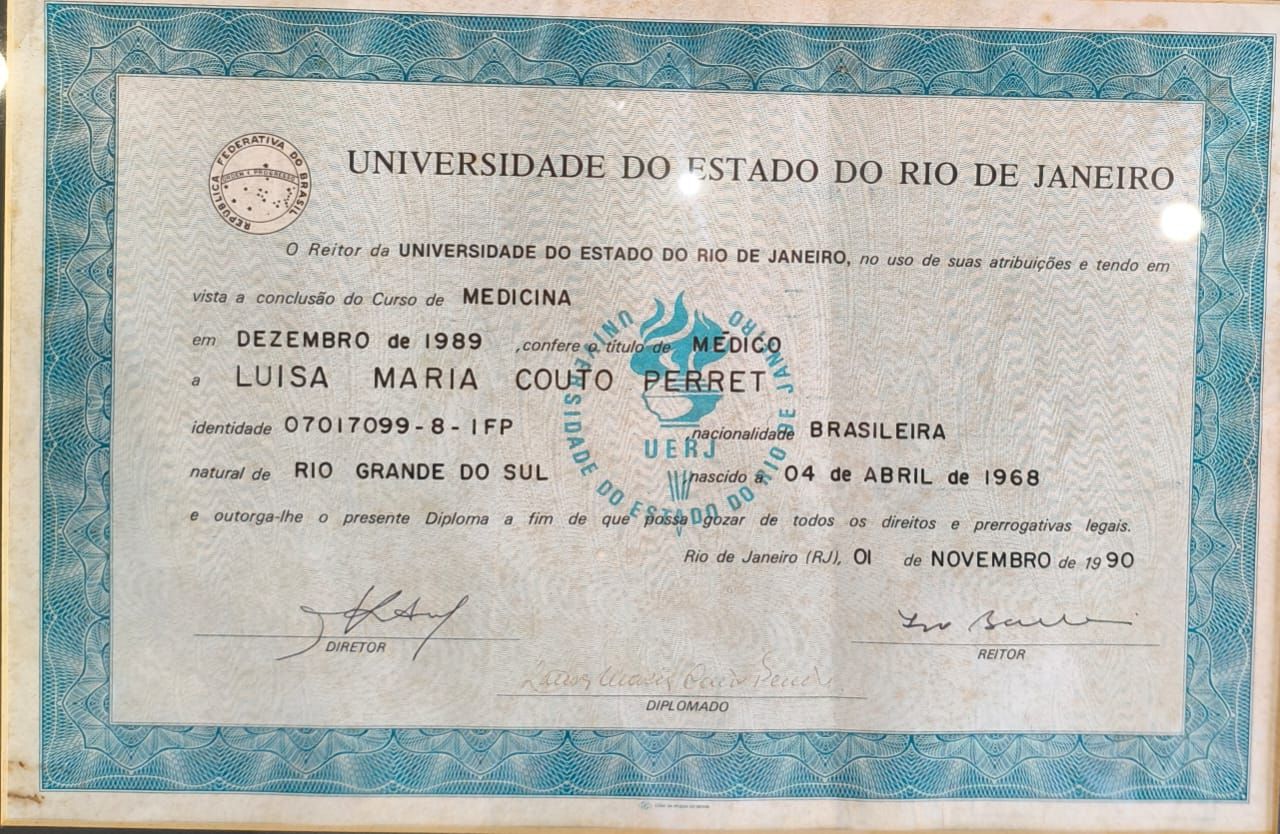 REPÚBLICA FEDERATIVA DO BRASIL
ORDEM E PROGRESSO
UNIVERSIDADE DO ESTADO DO RIO DE JANEIRO
O Reitor da UNIVERSIDADE DO ESTADO DO RIO DE JANEIRO, no uso de suas atribuições e tendo em
vista a conclusão do Curso de MEDICINA
em DEZEMBRO de 1989 ,confere o título de MÉDICO
a LUISA MARIA COUTO PERRET
identidade 07017099-8-IFP ,nacionalidade BRASILEIRA
natural de RIO GRANDE DO SUL ,nascido a 04 de ABRIL de 1968
e outorga-lhe o presente Diploma a fim de que possa gozar de todos os direitos e prerrogativas legais.
Rio de Janeiro (RJ), 01 de NOVEMBRO de 1990
UNIVERSIDADE DO ESTADO DO RIO DE JANEIRO
UERJ
DIRETOR
REITOR
DIPLOMADO